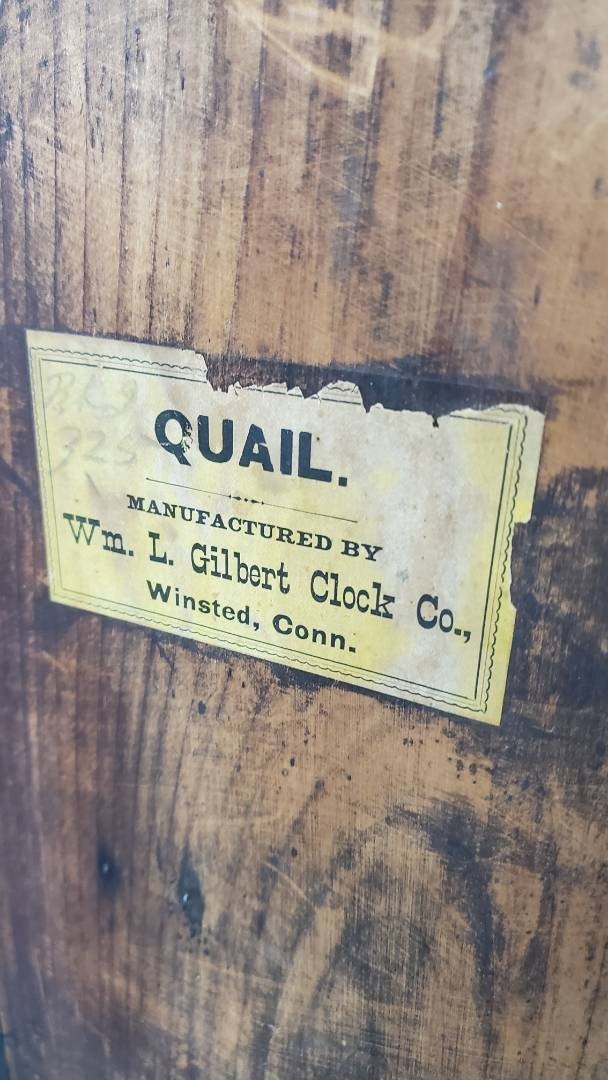 QUAIL.
MANUFACTURED BY
Wm. L. Gilbert Clock Co.,
Winsted, Conn.